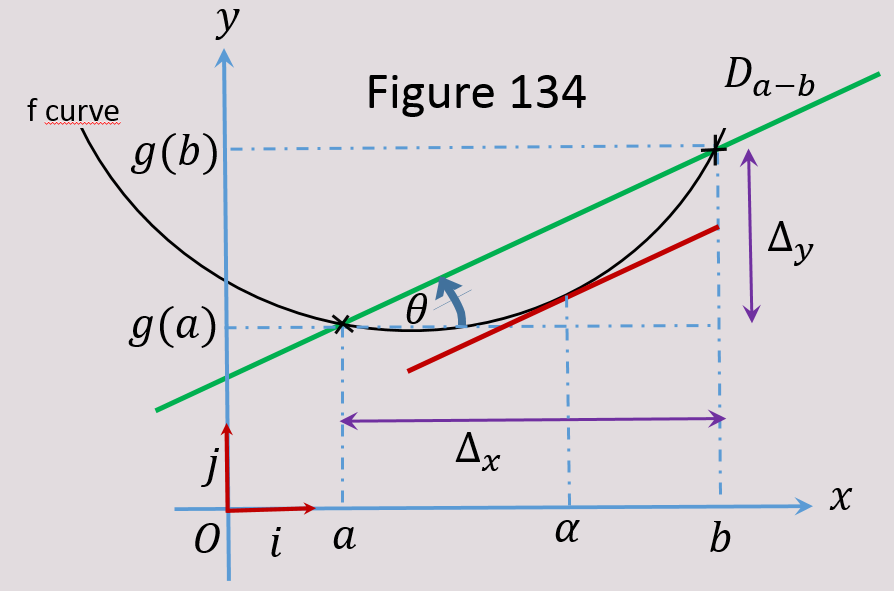 y
Figure 134
D_{a-b}
f curve
g(b)
Δ_y
θ
g(a)
Δ_x
j
x
O
i
a
α
b